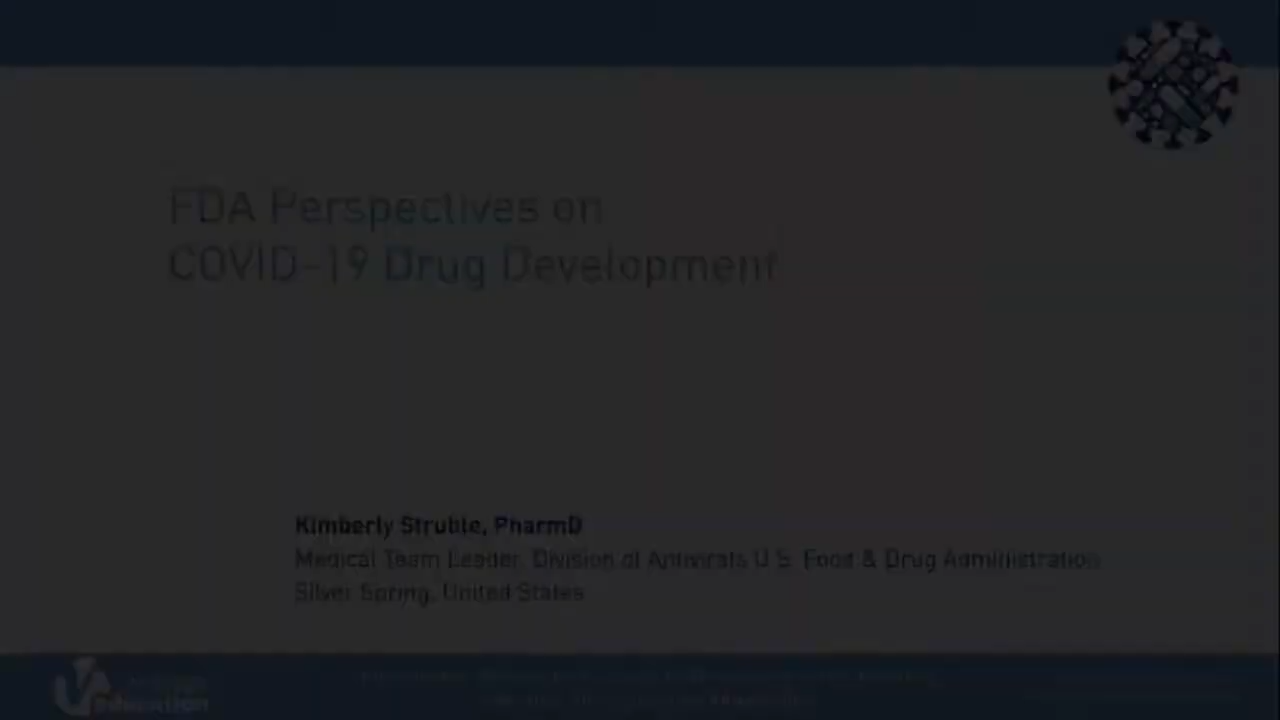 FDA Perspectives on
COVID-19 Drug Development
Kimberly Struble, PharmD
Medical Team Leader, Division of Antivirals U.S. Food & Drug Administration
Silver Spring, United States
education